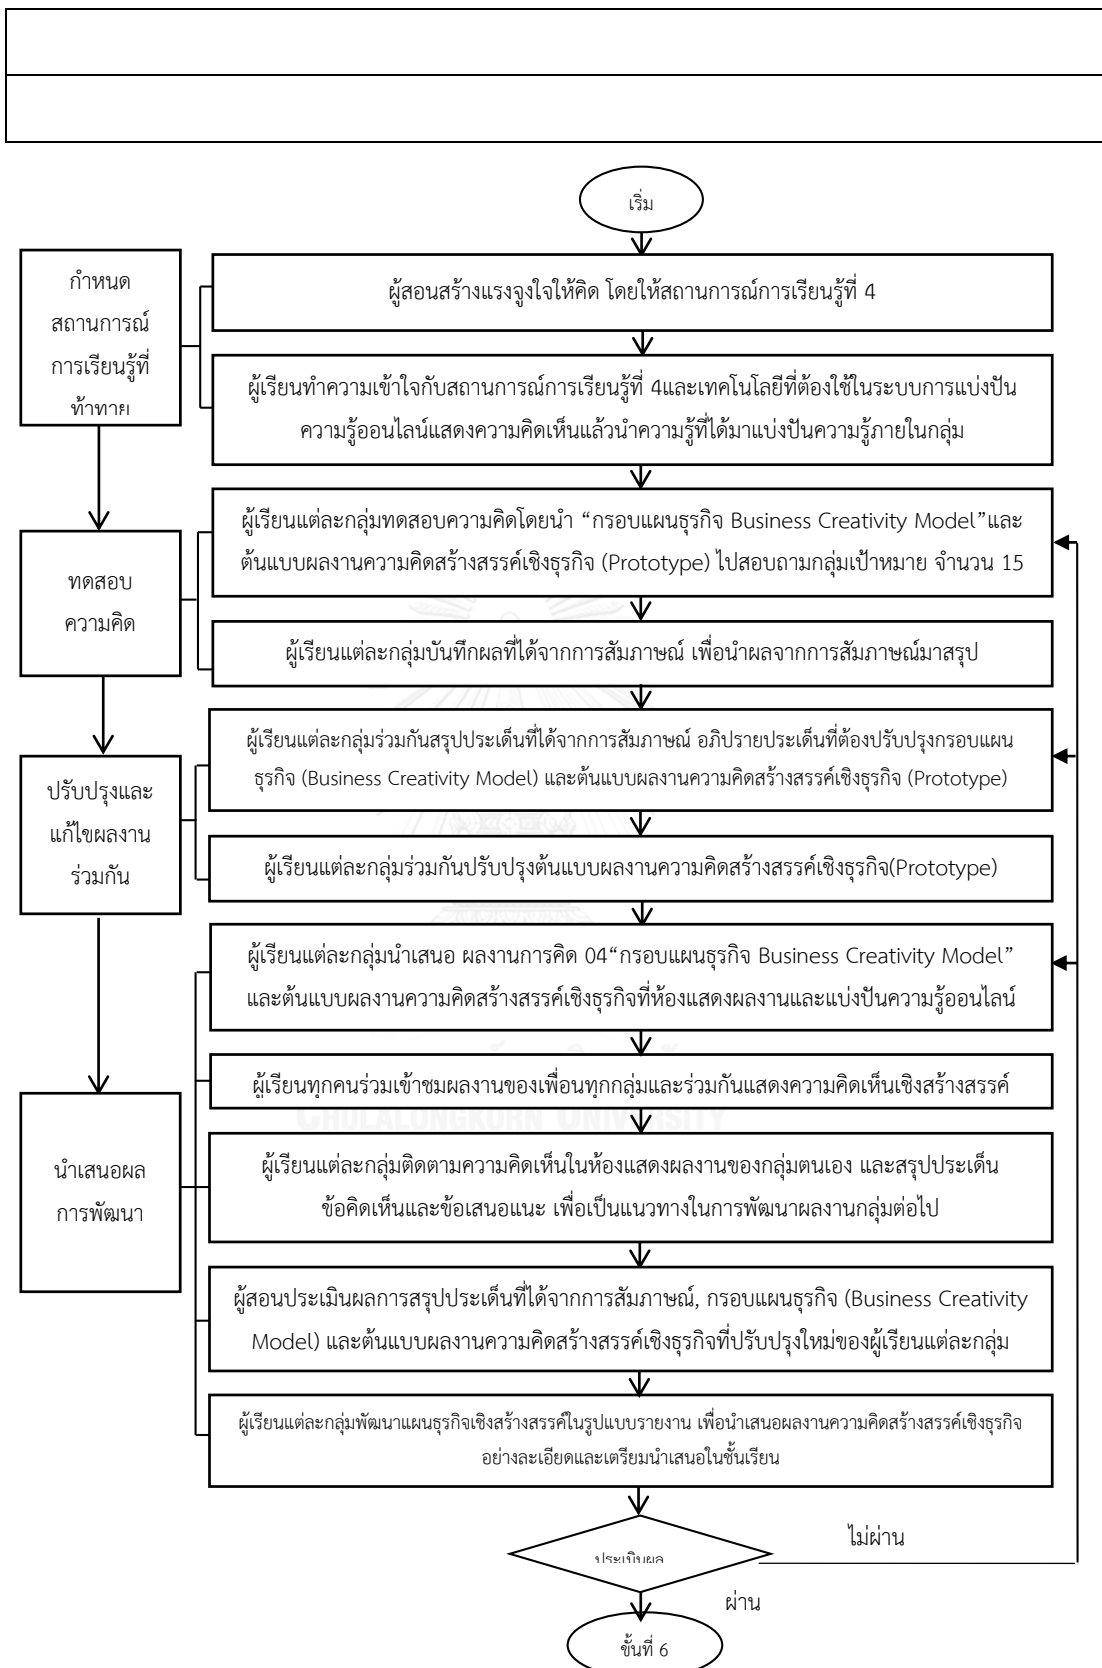 เริ่ม
กำหนด
สถานการณ์
การเรียนรู้ที่
ท้าทาย
ผู้สอนสร้างแรงจูงใจให้คิด โดยให้สถานการณ์การเรียนรู้ที่ 4
ผู้เรียนทำความเข้าใจกับสถานการณ์การเรียนรู้ที่ 4และเทคโนโลยีที่ต้องใช้ในระบบการแบ่งปัน
ความรู้ออนไลน์แสดงความคิดเห็นแล้วนำความรู้ที่ได้มาแบ่งปันความรู้ภายในกลุ่ม
ทดสอบ
ความคิด
ผู้เรียนแต่ละกลุ่มทดสอบความคิดโดยนำ “กรอบแผนธุรกิจ Business Creativity Model”และ
ต้นแบบผลงานความคิดสร้างสรรค์เชิงธุรกิจ (Prototype) ไปสอบถามกลุ่มเป้าหมาย จำนวน 15
ผู้เรียนแต่ละกลุ่มบันทึกผลที่ได้จากการสัมภาษณ์ เพื่อนำผลจากการสัมภาษณ์มาสรุป
ปรับปรุงและ
แก้ไขผลงาน
ร่วมกัน
ผู้เรียนแต่ละกลุ่มร่วมกันสรุปประเด็นที่ได้จากการสัมภาษณ์ อภิปรายประเด็นที่ต้องปรับปรุงกรอบแผน
ธุรกิจ (Business Creativity Model) และต้นแบบผลงานความคิดสร้างสรรค์เชิงธุรกิจ (Prototype)
ผู้เรียนแต่ละกลุ่มร่วมกันปรับปรุงต้นแบบผลงานความคิดสร้างสรรค์เชิงธุรกิจ(Prototype)
ผู้เรียนแต่ละกลุ่มนำเสนอ ผลงานการคิด 04“กรอบแผนธุรกิจ Business Creativity Model”
และต้นแบบผลงานความคิดสร้างสรรค์เชิงธุรกิจที่ห้องแสดงผลงานและแบ่งปันความรู้ออนไลน์
ผู้เรียนทุกคนร่วมเข้าชมผลงานของเพื่อนทุกกลุ่มและร่วมกันแสดงความคิดเห็นเชิงสร้างสรรค์
CHULALONGKORN UNIVERSITY
นำเสนอผล
การพัฒนา
ผู้เรียนแต่ละกลุ่มติดตามความคิดเห็นในห้องแสดงผลงานของกลุ่มตนเอง และสรุปประเด็น
ข้อคิดเห็นและข้อเสนอแนะ เพื่อเป็นแนวทางในการพัฒนาผลงานกลุ่มต่อไป
ผู้สอนประเมินผลการสรุปประเด็นที่ได้จากการสัมภาษณ์, กรอบแผนธุรกิจ (Business Creativity
Model) และต้นแบบผลงานความคิดสร้างสรรค์เชิงธุรกิจที่ปรับปรุงใหม่ของผู้เรียนแต่ละกลุ่ม
ผู้เรียนแต่ละกลุ่มพัฒนาแผนธุรกิจเชิงสร้างสรรค์ในรูปแบบรายงาน เพื่อนำเสนอผลงานความคิดสร้างสรรค์เชิงธุรกิจ
อย่างละเอียดและเตรียมนำเสนอในชั้นเรียน
ประเมินผล
ไม่ผ่าน
ผ่าน
ขั้นที่ 6